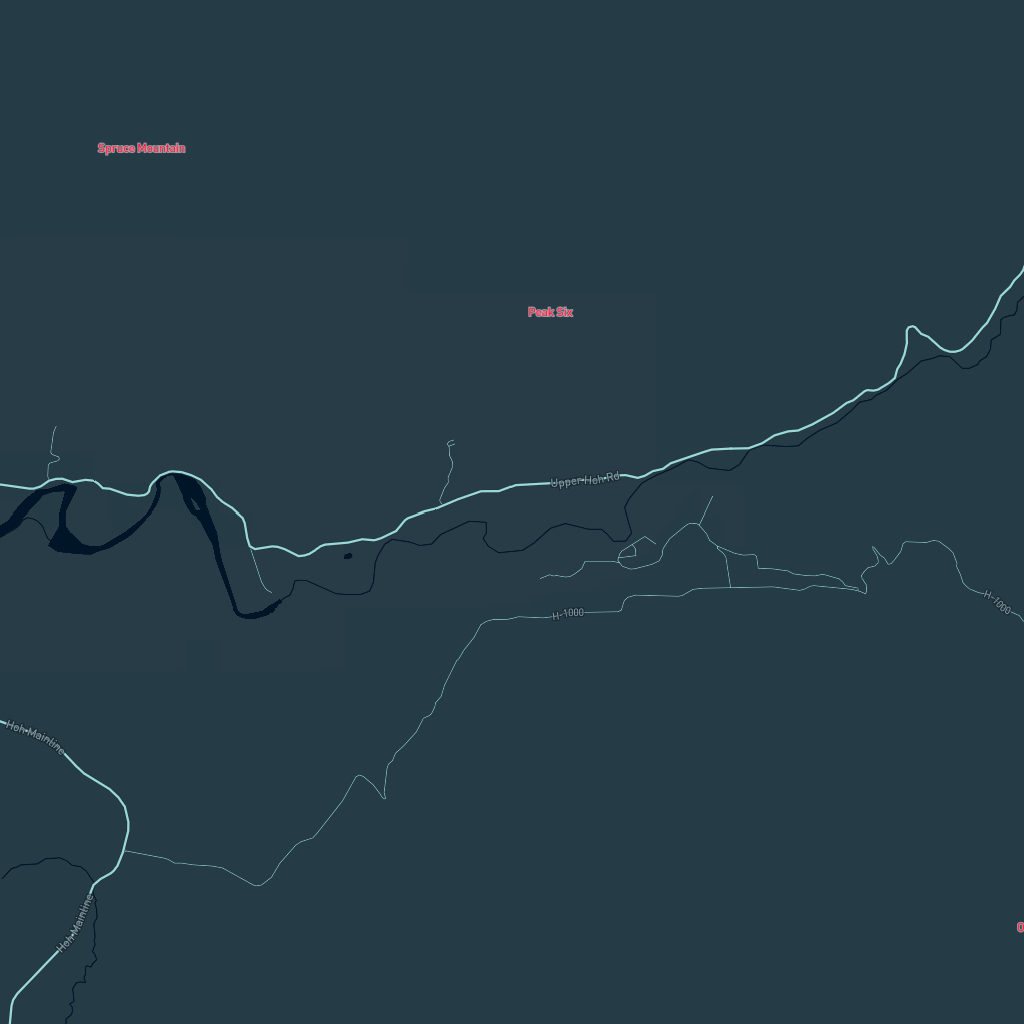 Spruce Mountain
Peak Six
Upper Hoh Rd
H-1000
H-1000
Hoh Mainline
Hoh Mainline